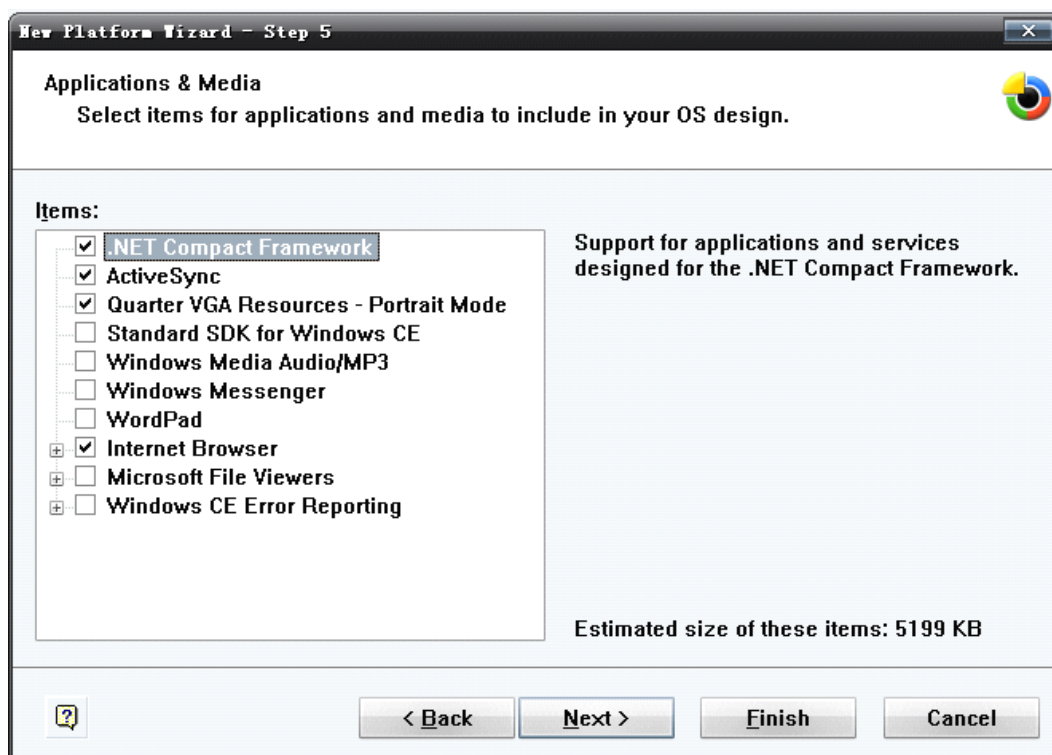 New Platform Wizard - Step 5
Applications & Media
Select items for applications and media to include in your OS design.
Items:
.NET Compact Framework
ActiveSync
Quarter VGA Resources - Portrait Mode
Standard SDK for Windows CE
Windows Media Audio/MP3
Windows Messenger
WordPad
Internet Browser
Microsoft File Viewers
Windows CE Error Reporting
Support for applications and services
designed for the .NET Compact Framework.
Estimated size of these items: 5199 KB
< Back
Next >
Finish
Cancel